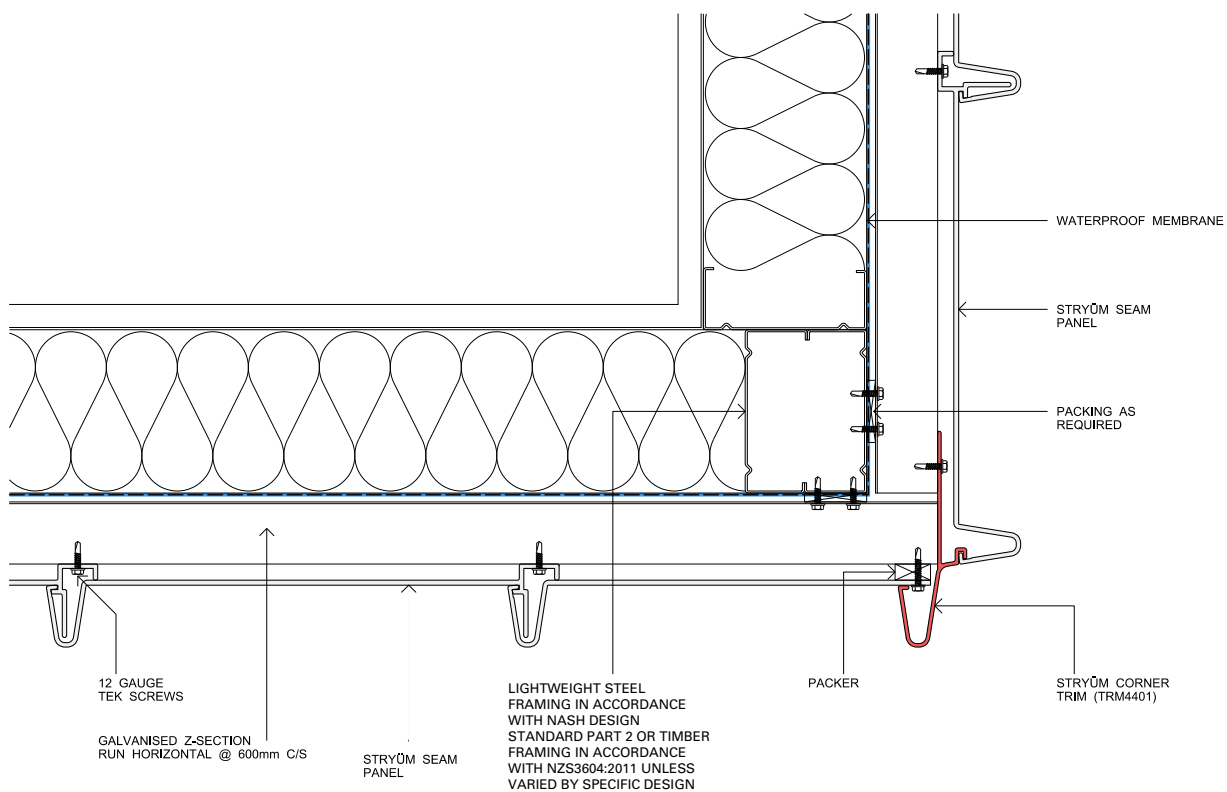 WATERPROOF MEMBRANE
STRYŪM SEAM
PANEL
PACKING AS
REQUIRED
12 GAUGE
TEK SCREWS
GALVANISED Z-SECTION
RUN HORIZONTAL @ 600mm C/S
STRYŪM SEAM
PANEL
LIGHTWEIGHT STEEL
FRAMING IN ACCORDANCE
WITH NASH DESIGN
STANDARD PART 2 OR TIMBER
FRAMING IN ACCORDANCE
WITH NZS3604:2011 UNLESS
VARIED BY SPECIFIC DESIGN
PACKER
STRYŪM CORNER
TRIM (TRM4401)